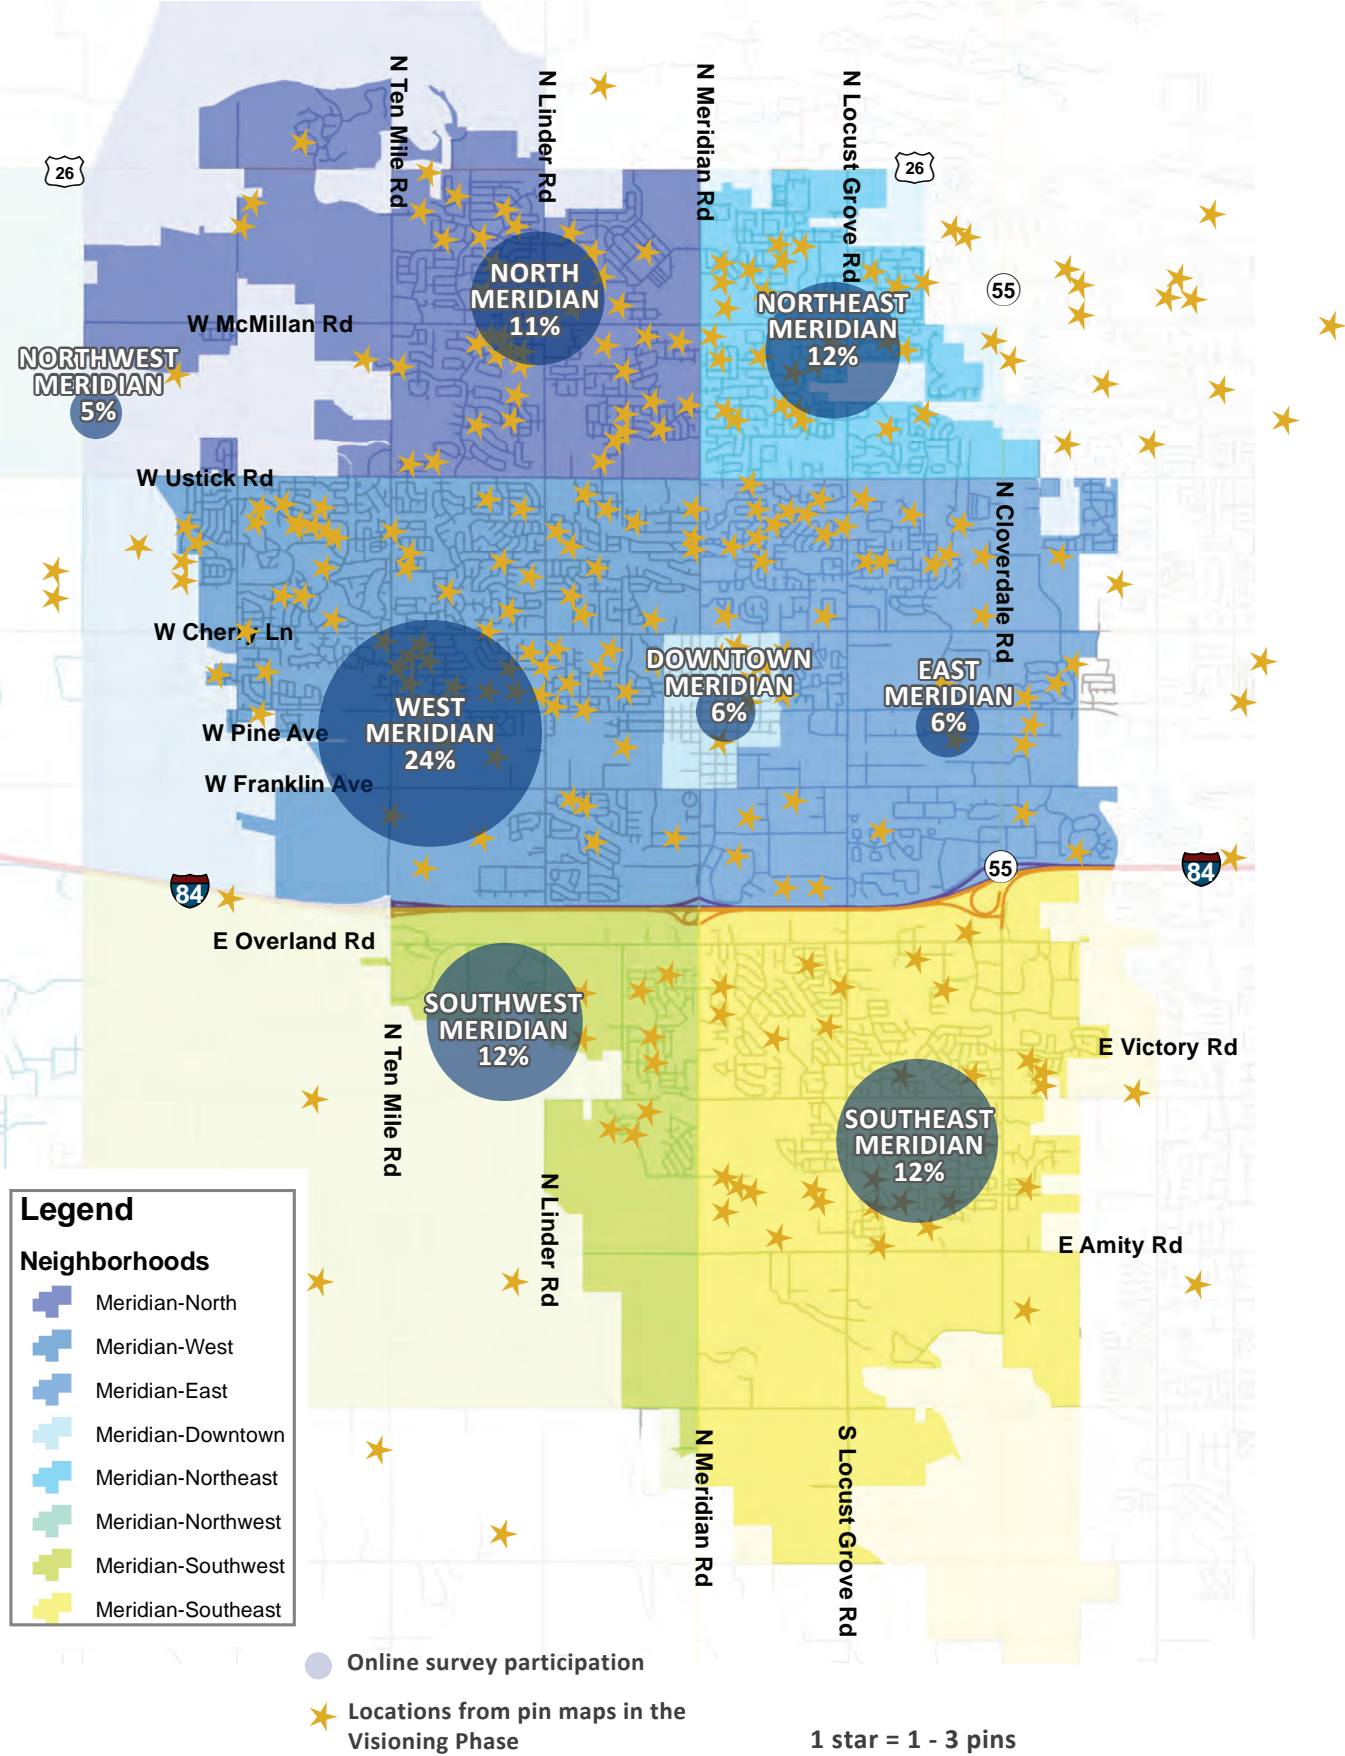 N Ten Mile Rd
N Linder Rd
N Meridian Rd
N Locust Grove Rd
26
26
55
NORTH
MERIDIAN
11%
NORTHEAST
MERIDIAN
12%
W McMillan Rd
NORTHWEST
MERIDIAN
5%
W Ustick Rd
N Cloverdale Rd
W Cherry Ln
DOWNTOWN
MERIDIAN
6%
EAST
MERIDIAN
6%
WEST
MERIDIAN
24%
W Pine Ave
W Franklin Ave
55
84
84
E Overland Rd
SOUTHWEST
MERIDIAN
12%
N Ten Mile Rd
E Victory Rd
SOUTHEAST
MERIDIAN
12%
N Linder Rd
E Amity Rd
N Meridian Rd
S Locust Grove Rd
Legend
Neighborhoods
Meridian-North
Meridian-West
Meridian-East
Meridian-Downtown
Meridian-Northeast
Meridian-Northwest
Meridian-Southwest
Meridian-Southeast
Online survey participation
Locations from pin maps in the
Visioning Phase
1 star = 1 - 3 pins